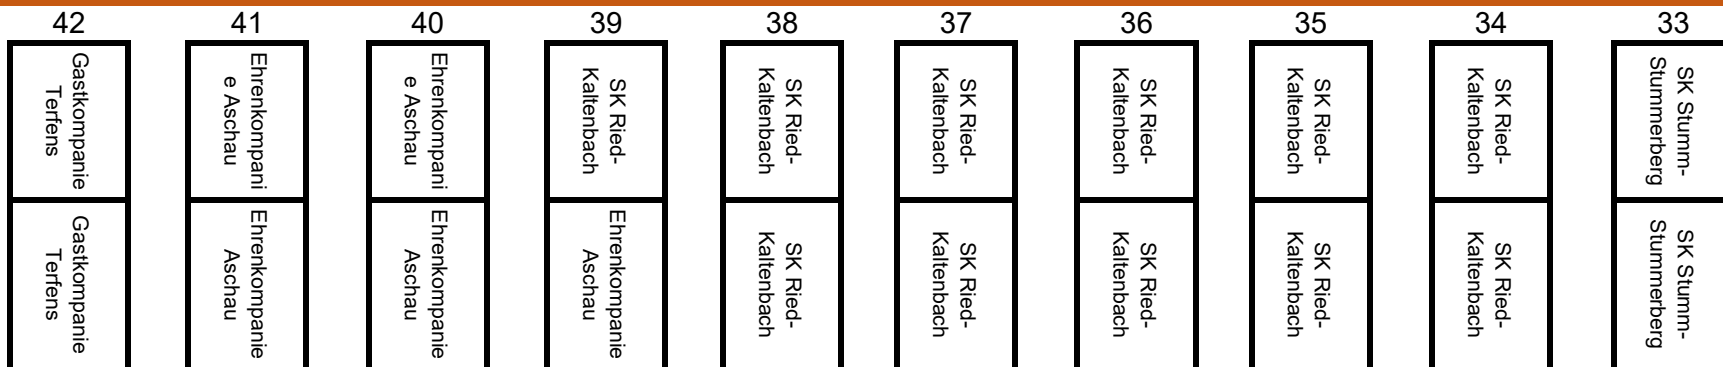 42 41 40 39 38 37 36 35 34 33
Gastkompanie
Terfens
Ehrenkompani
e Aschau
Ehrenkompani
e Aschau
SK Ried-
Kaltenbach
SK Ried-
Kaltenbach
SK Ried-
Kaltenbach
SK Ried-
Kaltenbach
SK Ried-
Kaltenbach
SK Ried-
Kaltenbach
SK Stumm-
Stummerberg
Gastkompanie
Terfens
Ehrenkompanie
Aschau
Ehrenkompanie
Aschau
Ehrenkompanie
Aschau
SK Ried-
Kaltenbach
SK Ried-
Kaltenbach
SK Ried-
Kaltenbach
SK Ried-
Kaltenbach
SK Ried-
Kaltenbach
SK Stumm-
Stummerberg